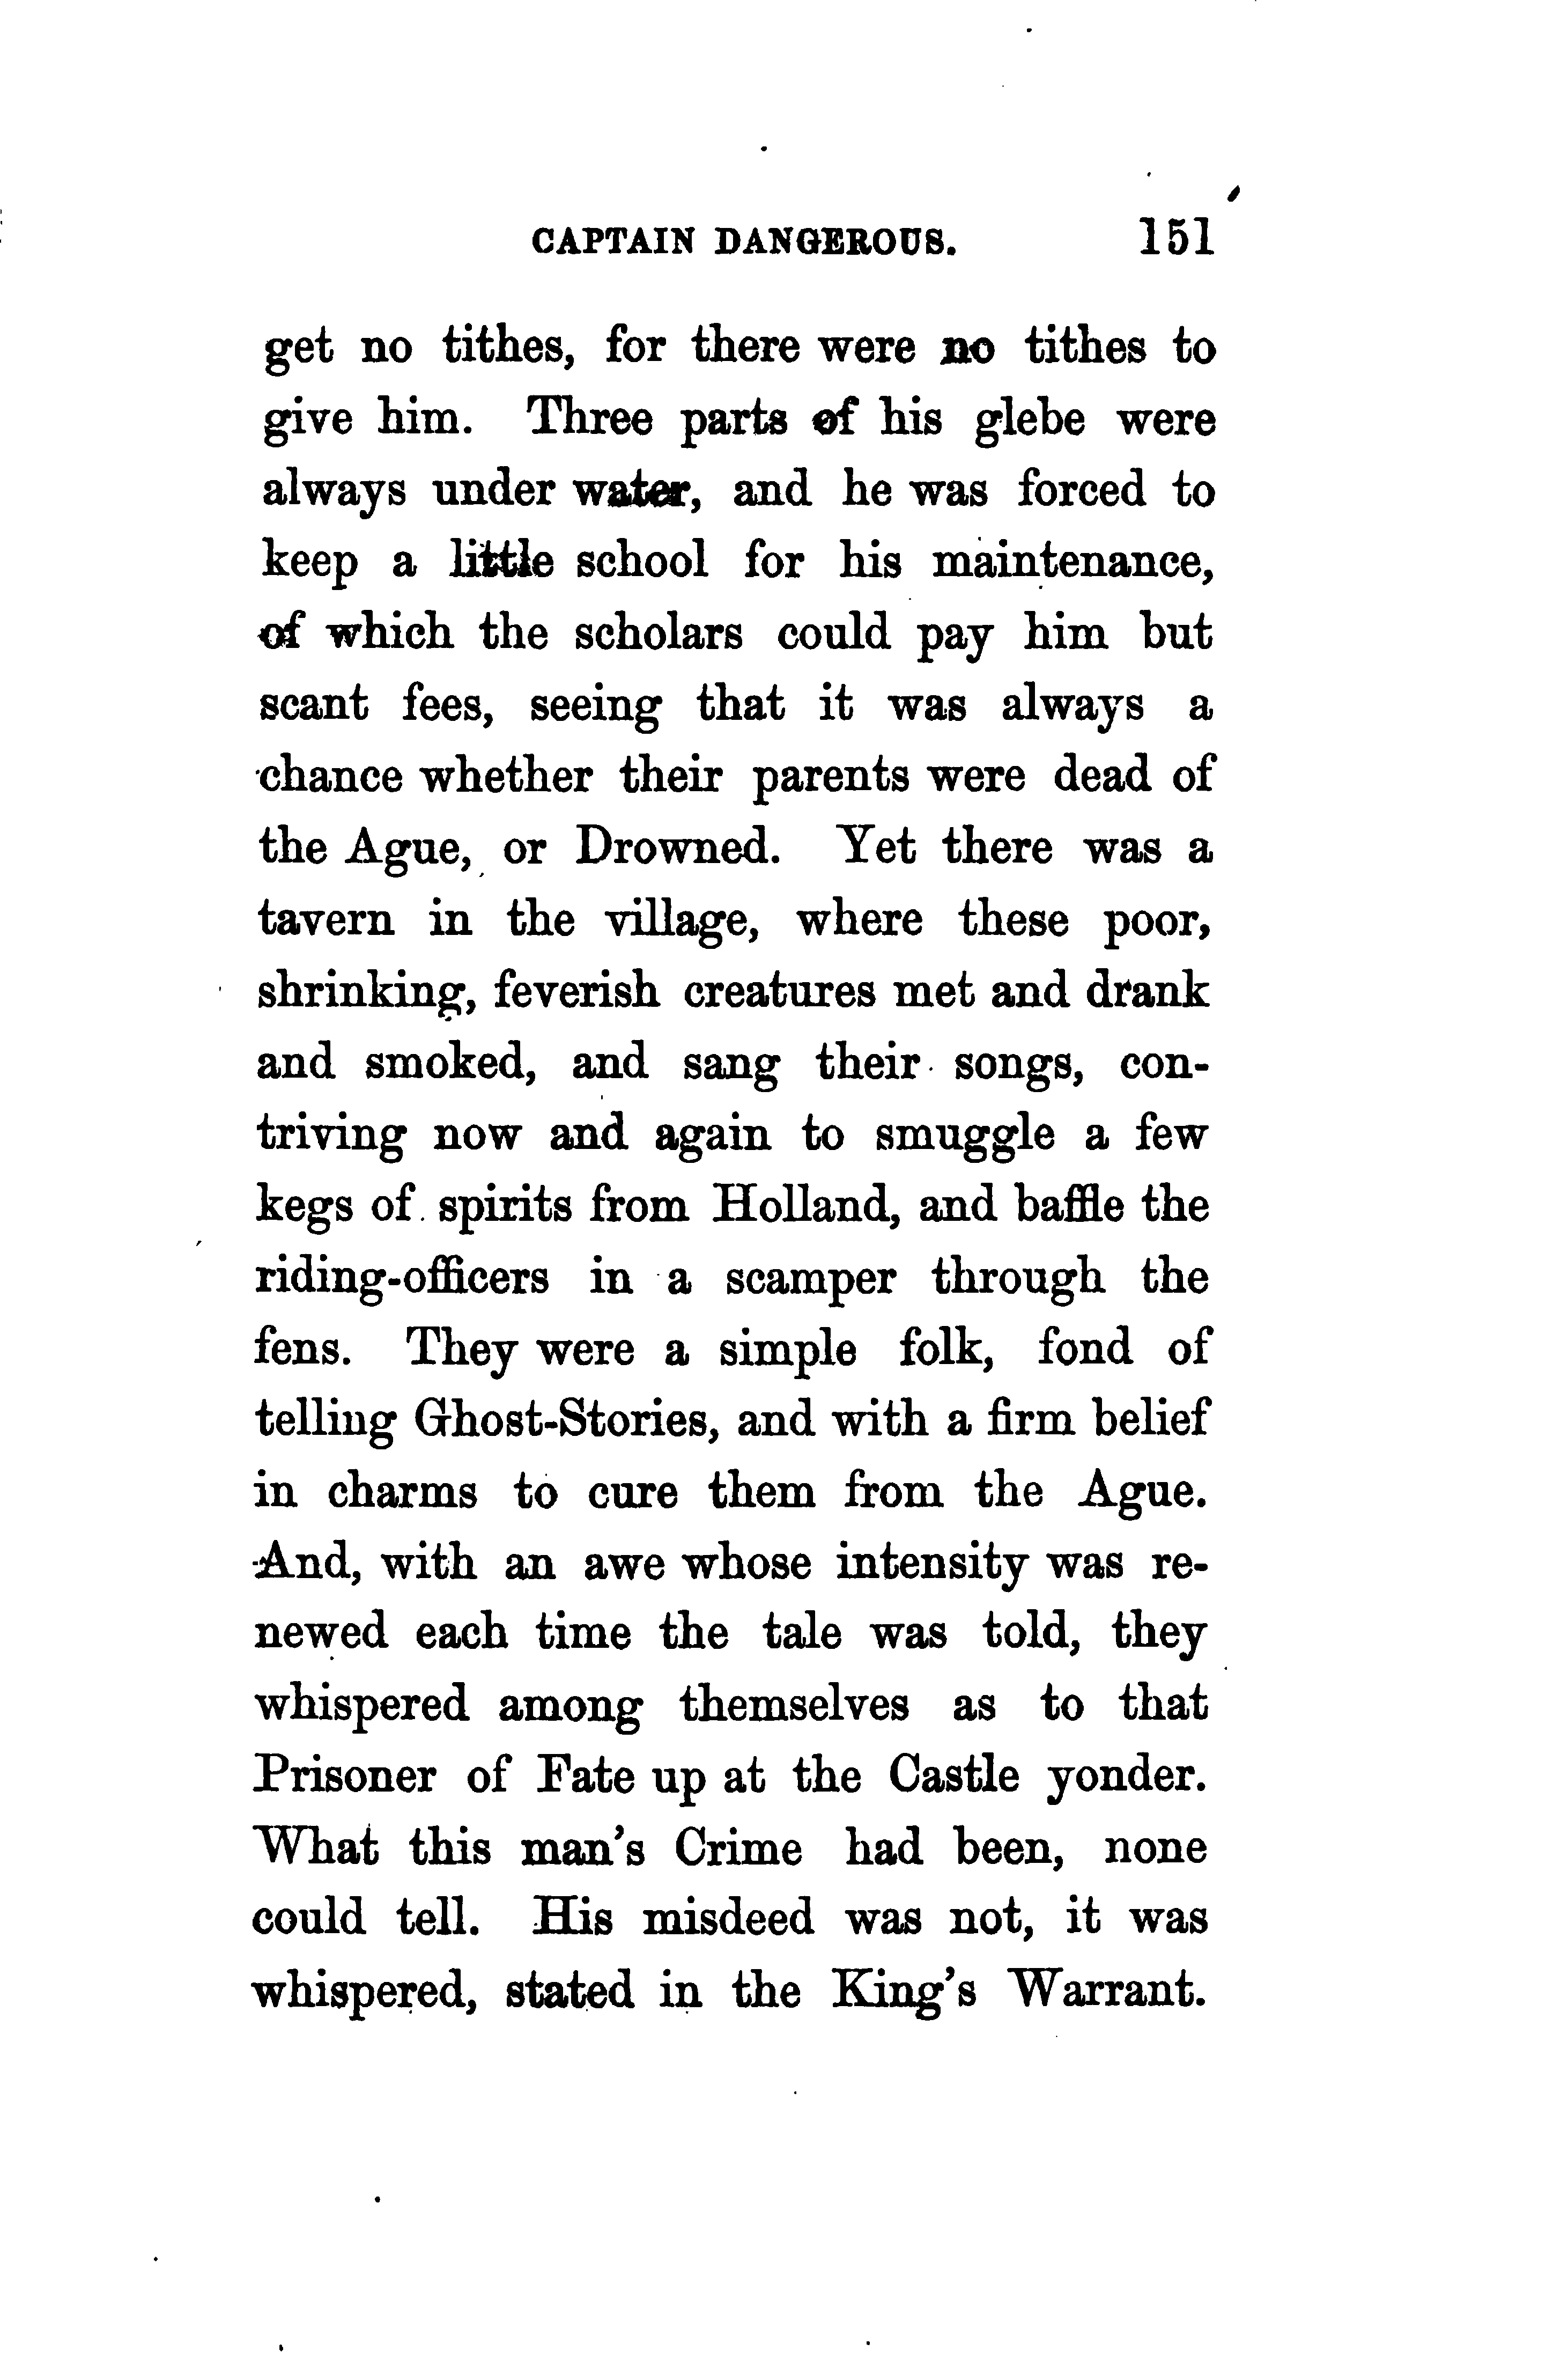 CAPTAIN DANGEROUS. 151
get no tithes, for there were no tithes to
give him. Three parts of his glebe were
always under water, and he was forced to
keep a little school for his maintenance,
of which the scholars could pay him but
scant fees, seeing that it was always a
chance whether their parents were dead of
the Ague, or Drowned. Yet there was a
tavern in the village, where these poor,
shrinking, feverish creatures met and drank
and smoked, and sang their songs, con-
triving now and again to smuggle a few
kegs of spirits from Holland, and baffle the
riding-officers in a scamper through the
fens. They were a simple folk, fond of
telling Ghost-Stories, and with a firm belief
in charms to cure them from the Ague.
And, with an awe whose intensity was re-
newed each time the tale was told, they
whispered among themselves as to that
Prisoner of Fate up at the Castle yonder.
What this man's Crime had been, none
could tell. His misdeed was not, it was
whispered, stated in the King's Warrant.